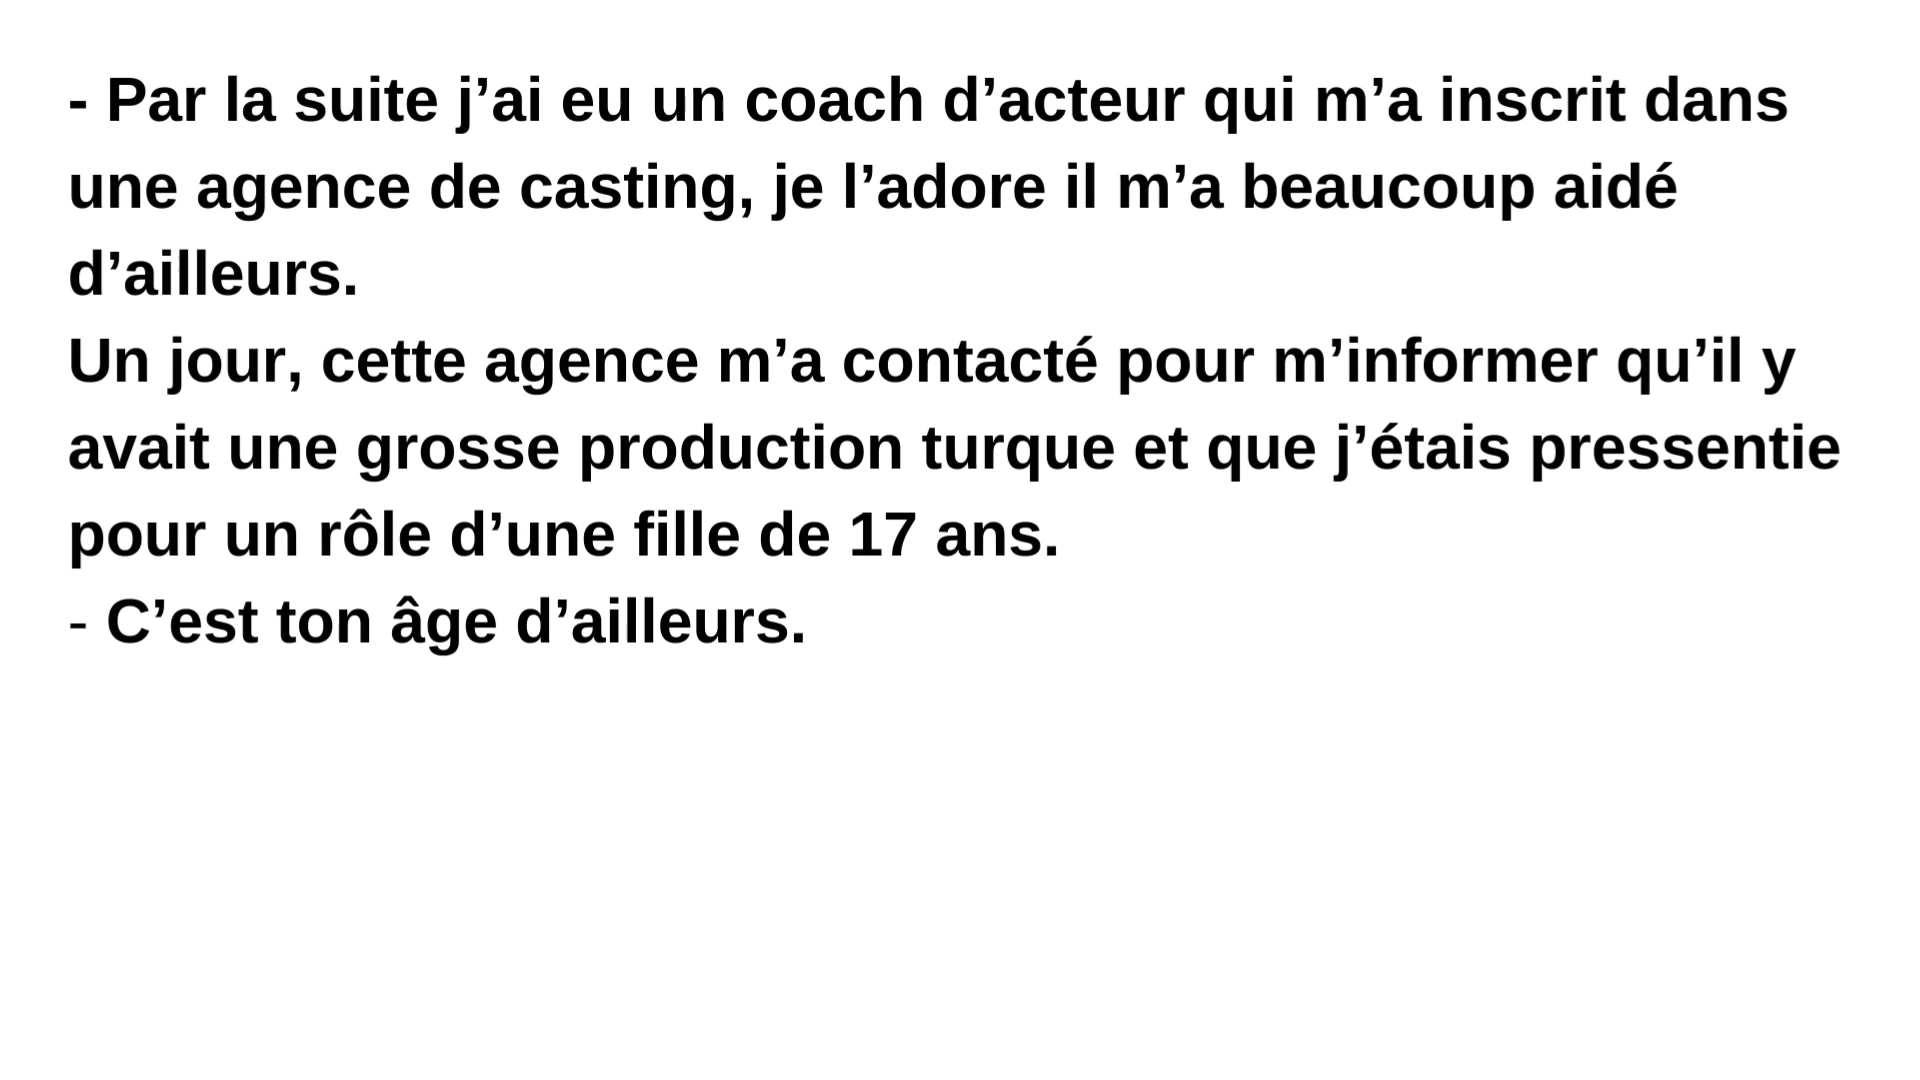 - Par la suite j’ai eu un coach d’acteur qui m’a inscrit dans
une agence de casting, je l’adore il m’a beaucoup aidé
d’ailleurs.
Un jour, cette agence m’a contacté pour m’informer qu’il y
avait une grosse production turque et que j’étais pressentie
pour un rôle d’une fille de 17 ans.
- C’est ton âge d’ailleurs.